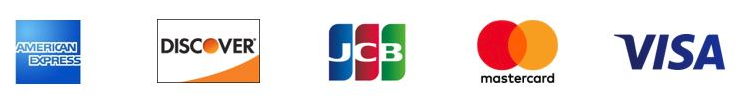 AMERICAN
EXPRESS
DISCOVER
JCB
mastercard
VISA